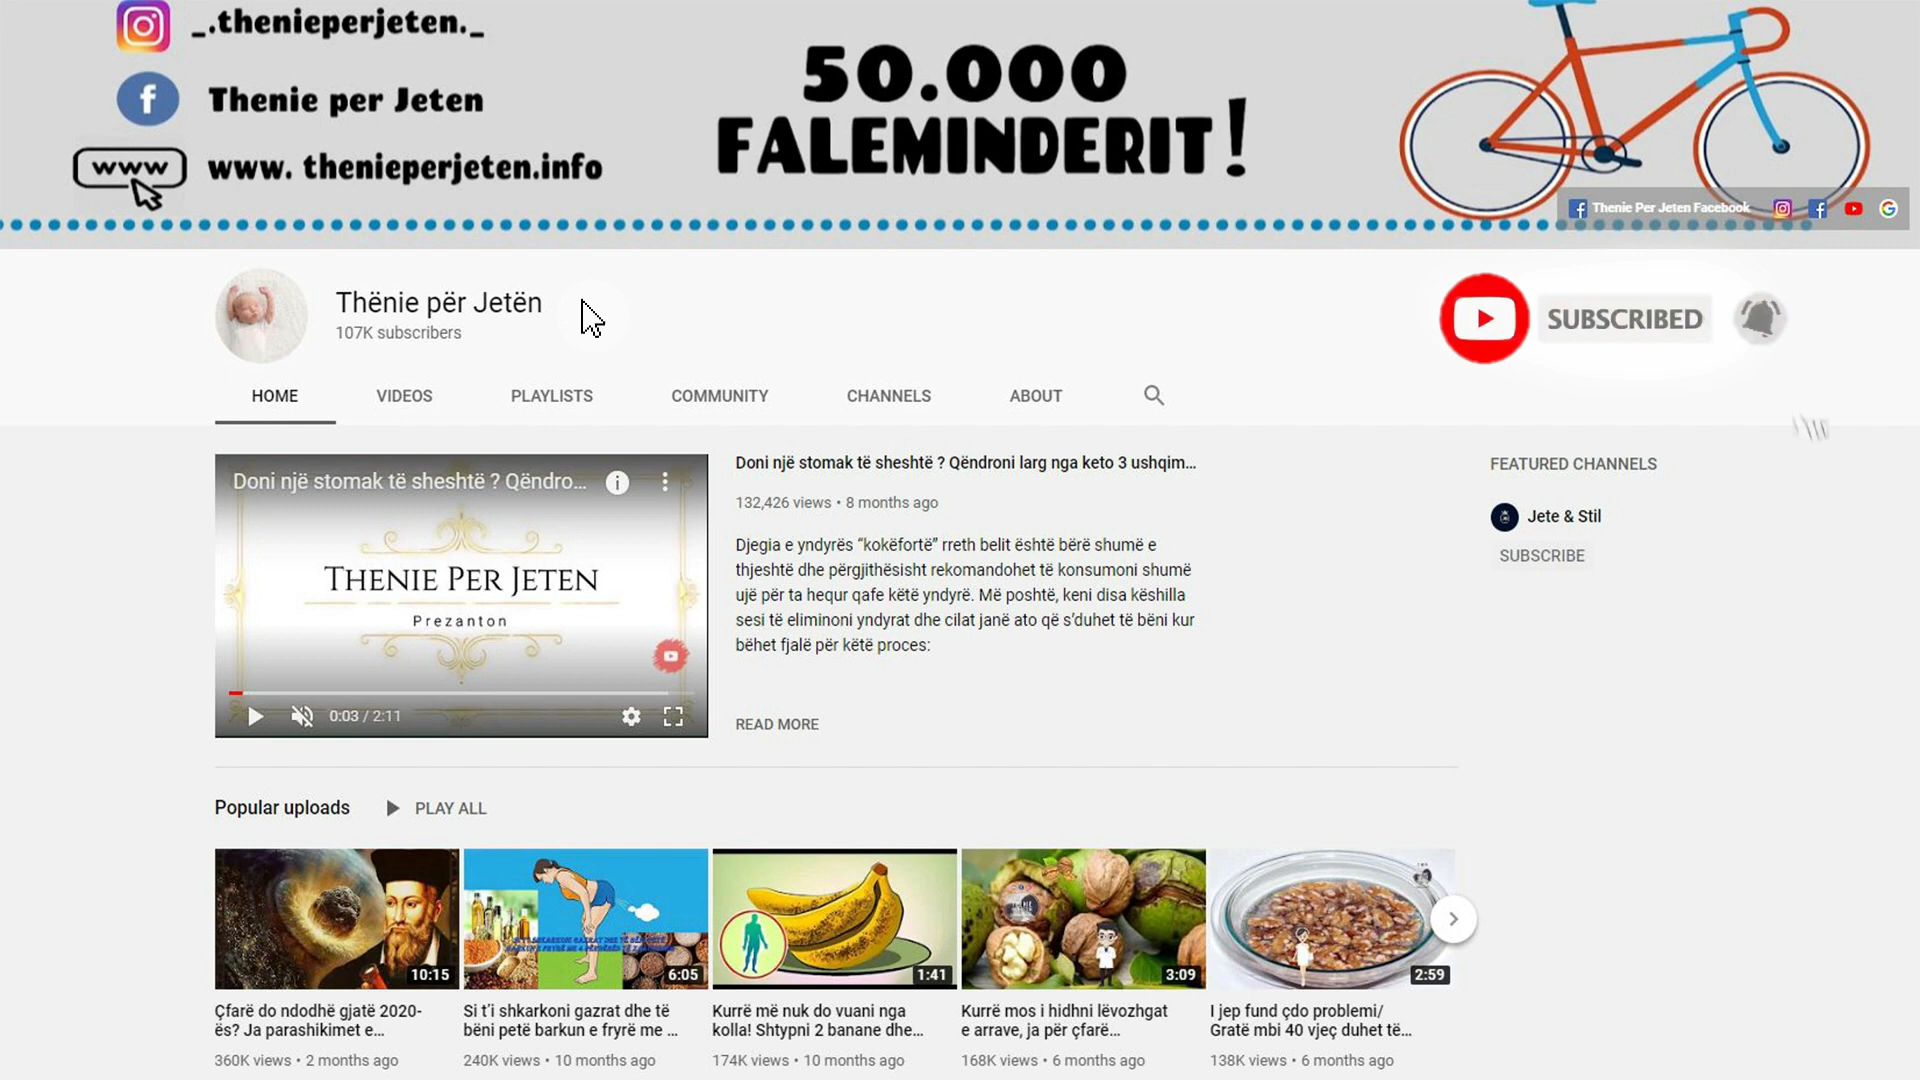 _.thenieperjeten._
Thenie per Jeten
www
www. thenieperjeten.info
50.000
FALEMINDERIT!
Thenie Per Jeten Facebook
Thënie për Jetën
107K subscribers
SUBSCRIBED
HOME
VIDEOS
PLAYLISTS
COMMUNITY
CHANNELS
ABOUT
Doni një stomak të sheshtë ? Qëndro...
THENIE PER JETEN
Prezanton
0:03 / 2:11
Doni një stomak të sheshtë ? Qëndroni larg nga keto 3 ushqim...
132,426 views • 8 months ago
Djegia e yndyrës “kokëfortë” rreth belit është bërë shumë e
thjeshtë dhe përgjithësisht rekomandohet të konsumoni shumë
ujë për ta hequr qafe këtë yndyrë. Më poshtë, keni disa këshilla
sesi të eliminoni yndyrat dhe cilat janë ato që s’duhet të bëni kur
bëhet fjalë për këtë proces:
READ MORE
FEATURED CHANNELS
Jete & Stil
SUBSCRIBE
Popular uploads
PLAY ALL
10:15
6:05
1:41
3:09
2:59
Çfarë do ndodhë gjatë 2020-
ës? Ja parashikimet e...
360K views • 2 months ago
Si t’i shkarkoni gazrat dhe të
bëni petë barkun e fryrë me ...
240K views • 10 months ago
Kurrë më nuk do vuani nga
kolla! Shtypni 2 banane dhe...
174K views • 10 months ago
Kurrë mos i hidhni lëvozhgat
e arrave, ja për çfarë...
168K views • 6 months ago
I jep fund çdo problemi/
Gratë mbi 40 vjeç duhet të...
138K views • 6 months ago